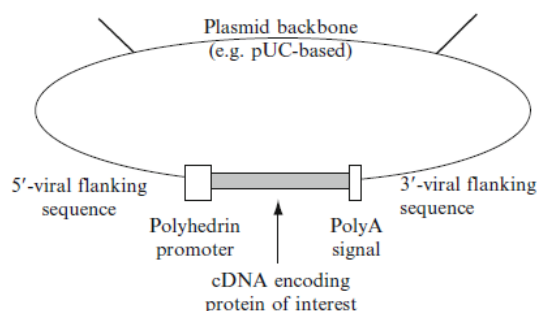 Plasmid backbone
(e.g. pUC-based)
5′-viral flanking
sequence
3′-viral flanking
sequence
Polyhedrin
promoter
PolyA
signal
cDNA encoding
protein of interest